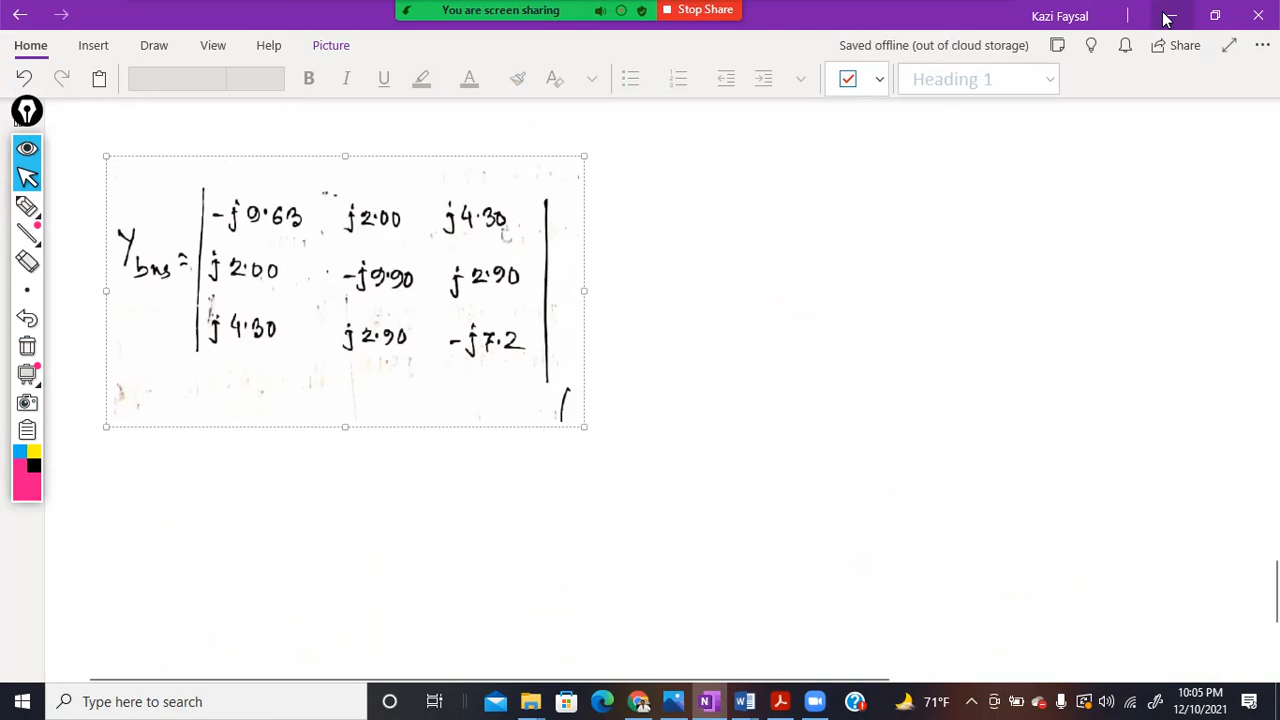 You are screen sharing Stop Share
Kazi Faysal
Home Insert Draw View Help Picture
Saved offline (out of cloud storage) Share
B I U A Heading 1
Y bus = -j9.63 j2.00 j4.30
j2.00 -j9.90 j2.90
j4.30 j2.90 -j7.2
Type here to search
71°F
10:05 PM
12/10/2021